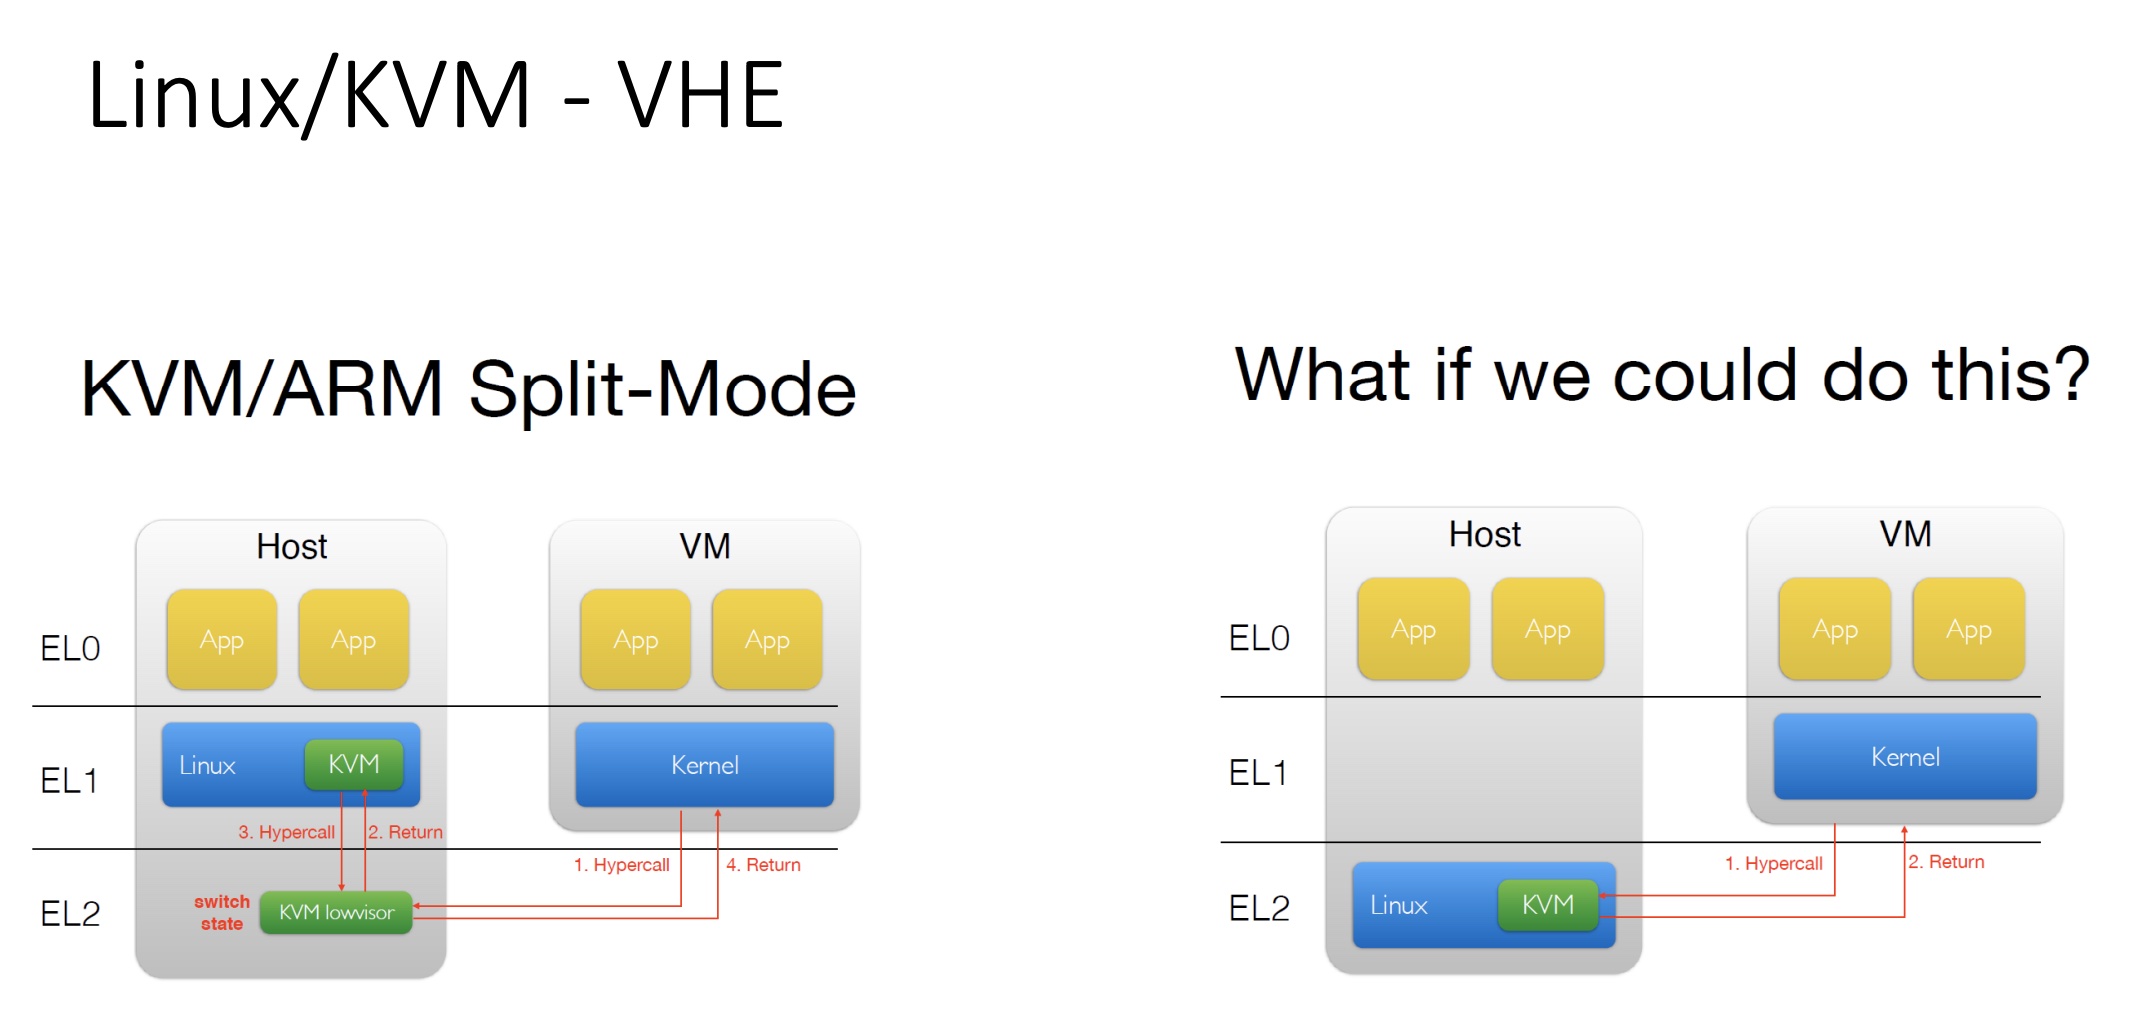 Linux/KVM - VHE
KVM/ARM Split-Mode
Host
VM
App
App
App
App
EL0
Linux
KVM
Kernel
EL1
3. Hypercall
2. Return
1. Hypercall
4. Return
switch
state
KVM lowvisor
EL2
What if we could do this?
Host
VM
App
App
App
App
EL0
Kernel
EL1
1. Hypercall
2. Return
Linux
KVM
EL2